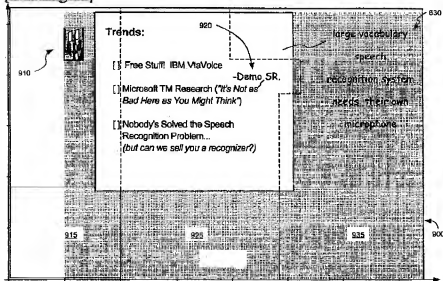 920
630
Trends:
large vocabulary
speech
910
[ ] Free Stuff! IBM ViaVoice
-Demo SR.
recognition system
[ ] Microsoft TM Research ("It's Not as
Bad Here as You Might Think")
needs their own
microphone
[ ] Nobody's Solved the Speech
Recognition Problem...
(but can we sell you a recognizer?)
915
925
935
900